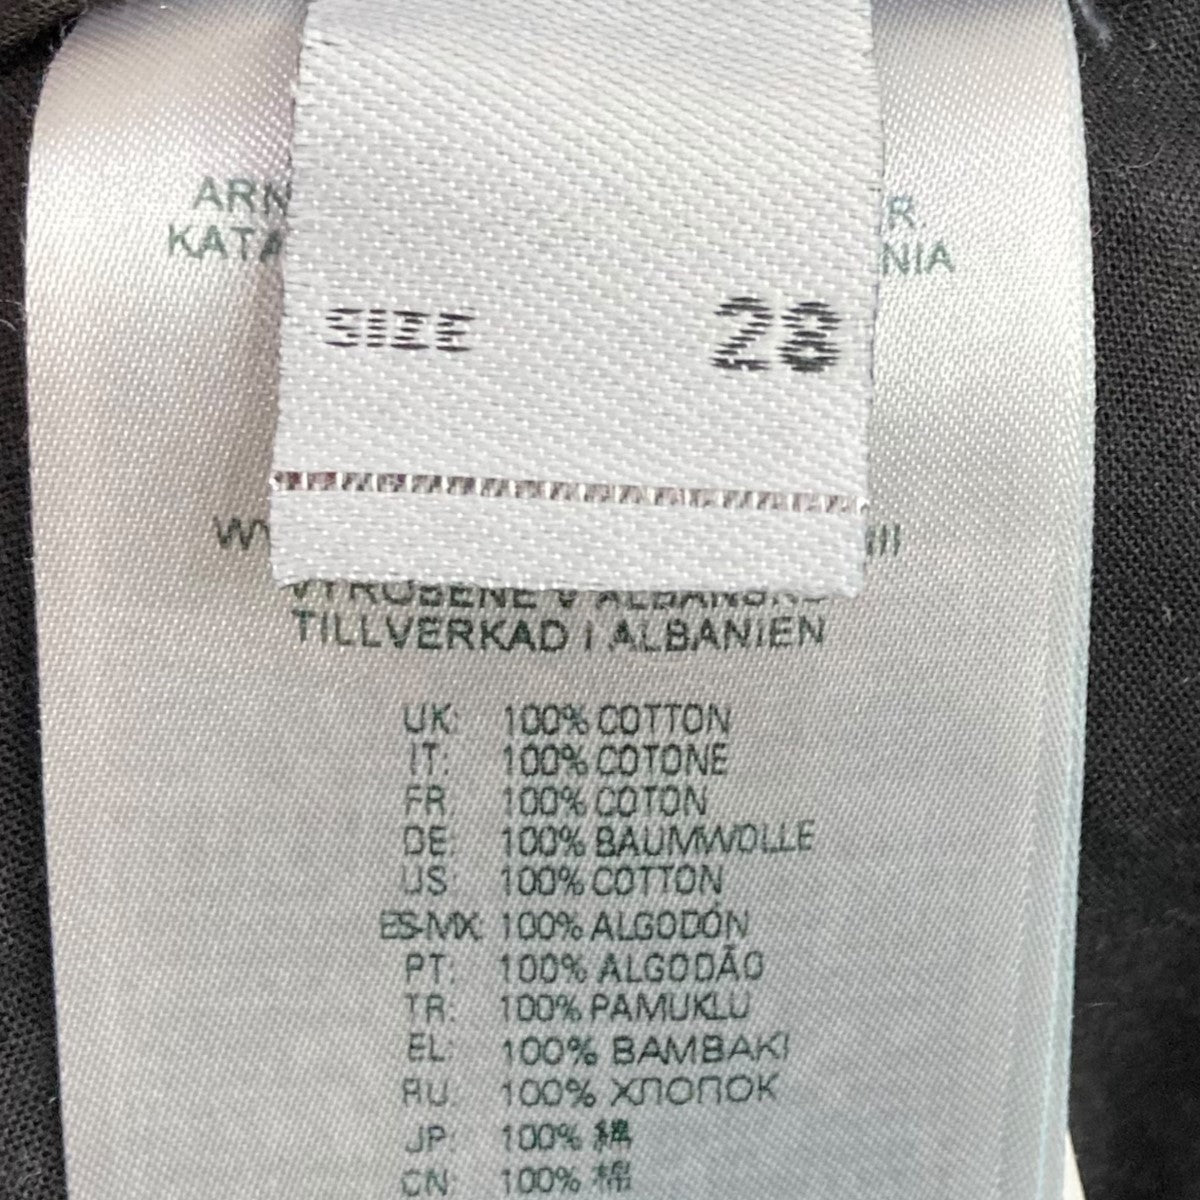 SIZE 28
TILLVERKAD I ALBANIEN
UK: 100% COTTON
IT: 100% COTONE
FR: 100% COTON
DE: 100% BAUMWOLLE
US: 100% COTTON
ES-MX: 100% ALGODÓN
PT: 100% ALGODÃO
TR: 100% PAMUKLU
EL: 100% BAMBAKI
RU: 100% ХЛОПОК
JP: 100% 綿
CN: 100% 棉